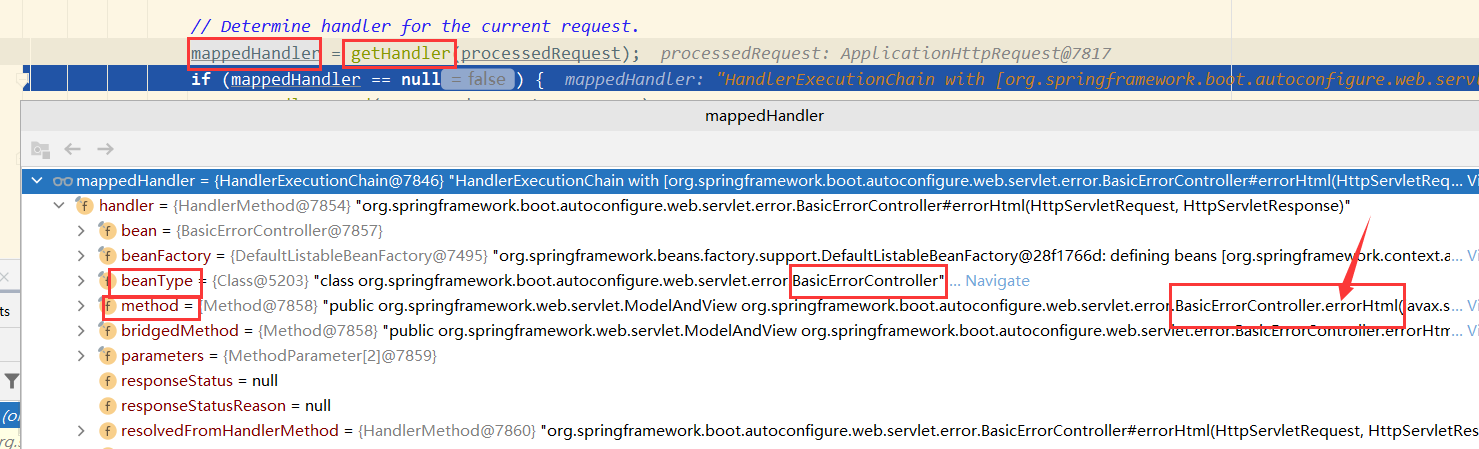 // Determine handler for the current request.
mappedHandler = getHandler(processedRequest); processedRequest: ApplicationHttpRequest@7817
if (mappedHandler == null = false ) { mappedHandler: "HandlerExecutionChain with [org.springframework.boot.autoconfigure.web.serv
mappedHandler
mappedHandler = {HandlerExecutionChain@7846} "HandlerExecutionChain with [org.springframework.boot.autoconfigure.web.servlet.error.BasicErrorController#errorHtml(HttpServletReq... Vi
handler = {HandlerMethod@7854} "org.springframework.boot.autoconfigure.web.servlet.error.BasicErrorController#errorHtml(HttpServletRequest, HttpServletResponse)"
bean = {BasicErrorController@7857}
beanFactory = {DefaultListableBeanFactory@7495} "org.springframework.beans.factory.support.DefaultListableBeanFactory@28f1766d: defining beans [org.springframework.context.a... Vi
beanType = {Class@5203} "class org.springframework.boot.autoconfigure.web.servlet.error.BasicErrorController" ... Navigate
method = {Method@7858} "public org.springframework.web.servlet.ModelAndView org.springframework.boot.autoconfigure.web.servlet.error.BasicErrorController.errorHtml(javax.s... Vi
bridgedMethod = {Method@7858} "public org.springframework.web.servlet.ModelAndView org.springframework.boot.autoconfigure.web.servlet.error.BasicErrorController.errorHtm... Vi
parameters = {MethodParameter[2]@7859}
responseStatus = null
responseStatusReason = null
resolvedFromHandlerMethod = {HandlerMethod@7860} "org.springframework.boot.autoconfigure.web.servlet.error.BasicErrorController#errorHtml(HttpServletRequest, HttpServletRespon... Vi
ts
(or
rg.s